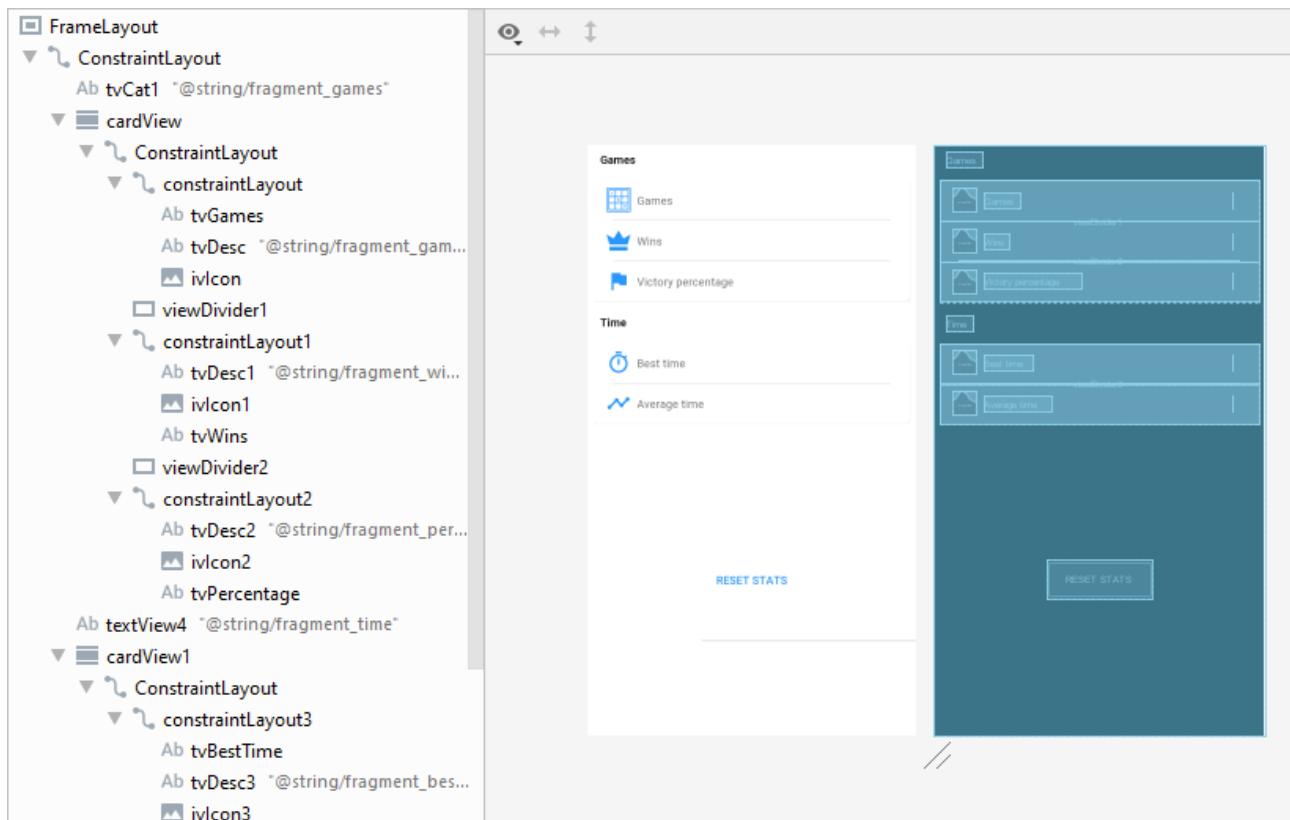 FrameLayout
ConstraintLayout
Ab tvCat1 "@string/fragment_games"
cardView
ConstraintLayout
constraintLayout
Ab tvGames
Ab tvDesc "@string/fragment_gam...
ivIcon
viewDivider1
constraintLayout1
Ab tvDesc1 "@string/fragment_wi...
ivIcon1
Ab tvWins
viewDivider2
constraintLayout2
Ab tvDesc2 "@string/fragment_per...
ivIcon2
Ab tvPercentage
Ab textView4 "@string/fragment_time"
cardView1
ConstraintLayout
constraintLayout3
Ab tvBestTime
Ab tvDesc3 "@string/fragment_bes...
ivIcon3
Games
Games
Wins
Victory percentage
Time
Best time
Average time
RESET STATS
Games
Games
viewDivider1
Wins
viewDivider2
Victory percentage
Time
Best time
Average time
RESET STATS